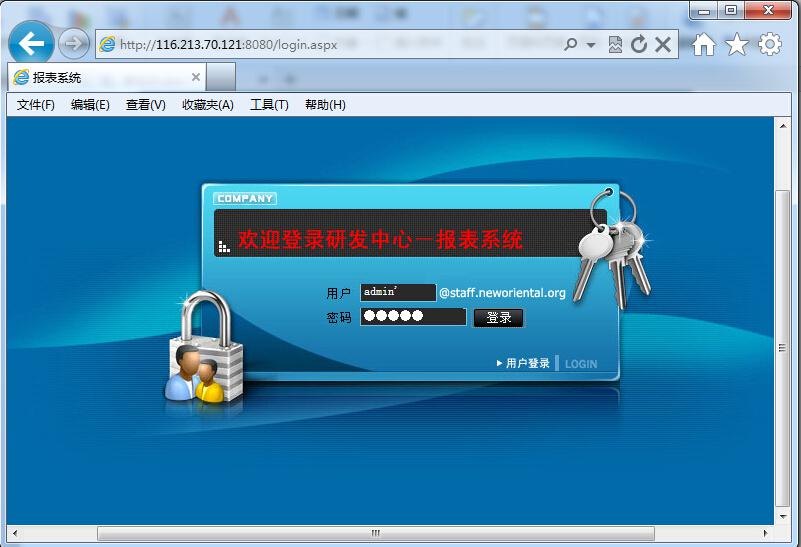 http://116.213.70.121:8080/login.aspx
报表系统
文件(F) 编辑(E) 查看(V) 收藏夹(A) 工具(T) 帮助(H)
COMPANY
欢迎登录研发中心—报表系统
用户 admin' @staff.neworiental.org
密码 ●●●●● 登录
用户登录 LOGIN